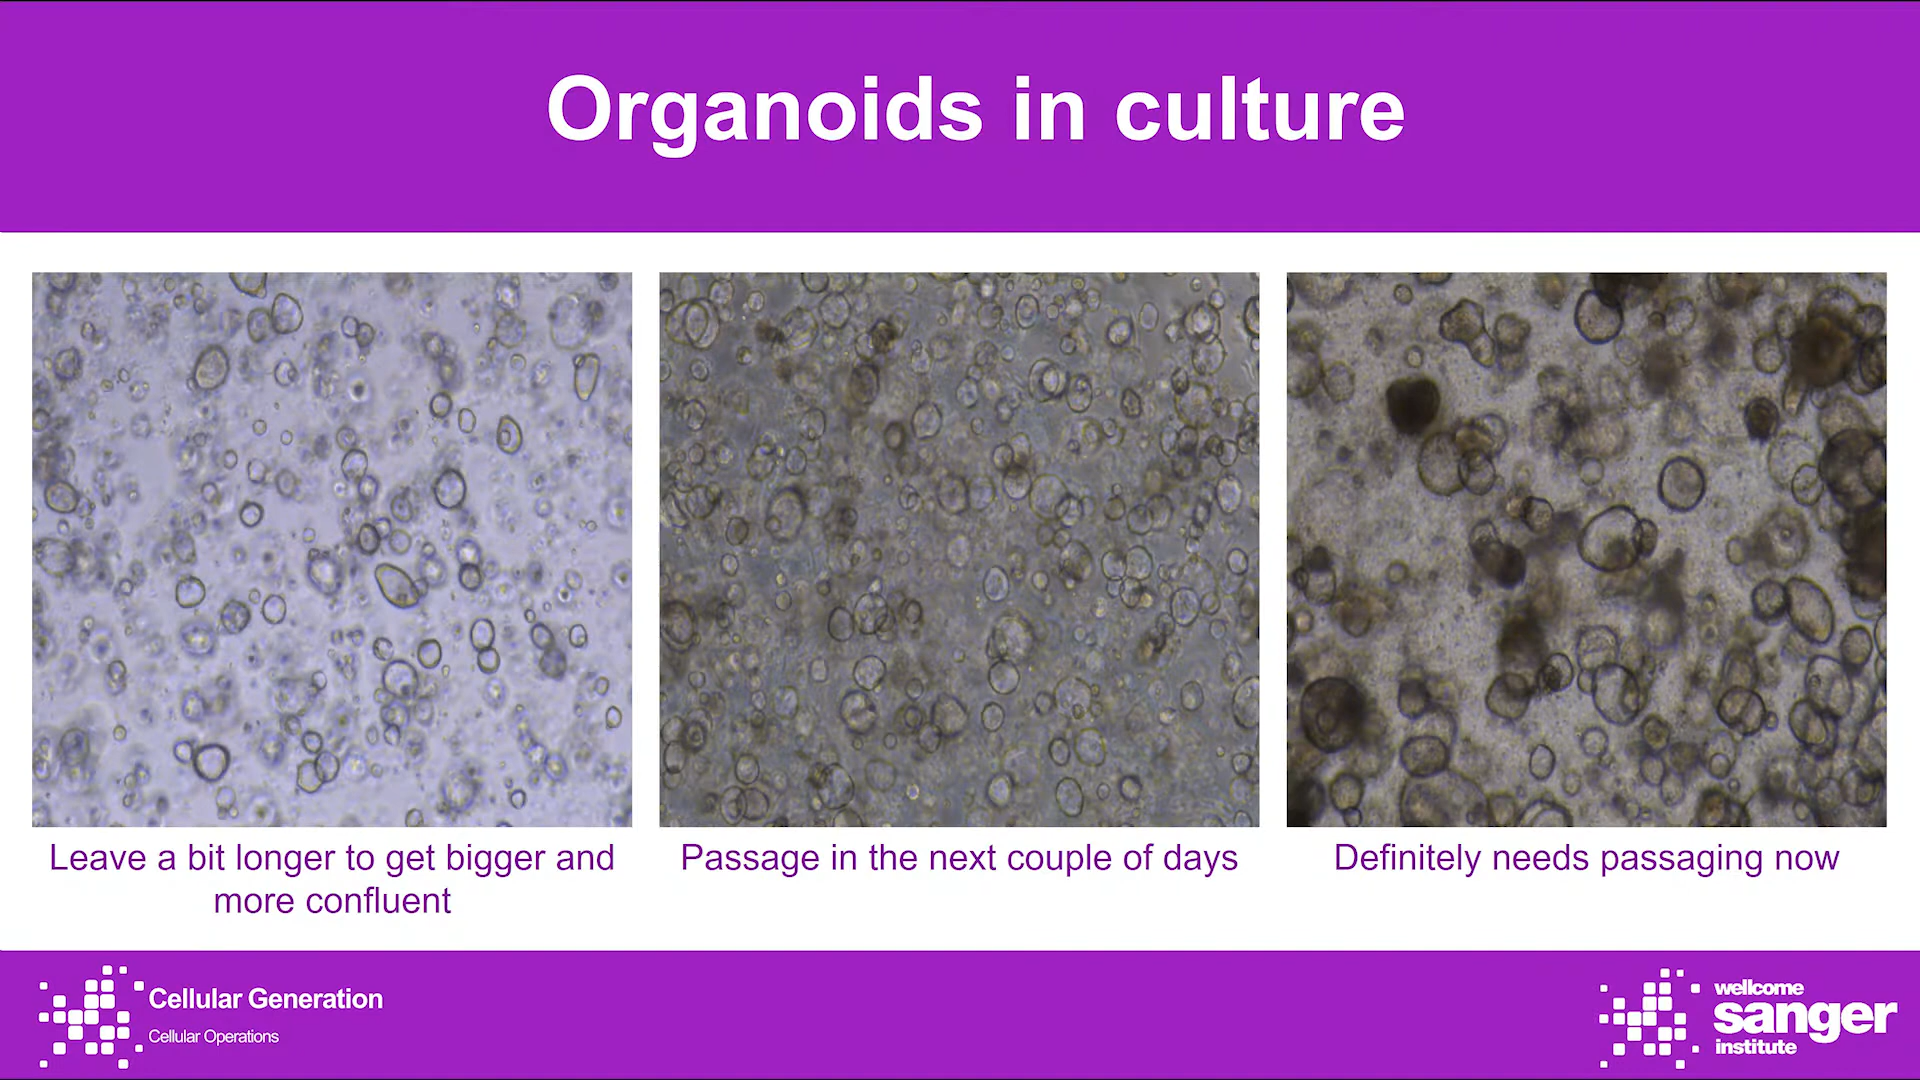 Organoids in culture
Leave a bit longer to get bigger and
more confluent
Passage in the next couple of days
Definitely needs passaging now
Cellular Generation
Cellular Operations
wellcome
sanger
institute